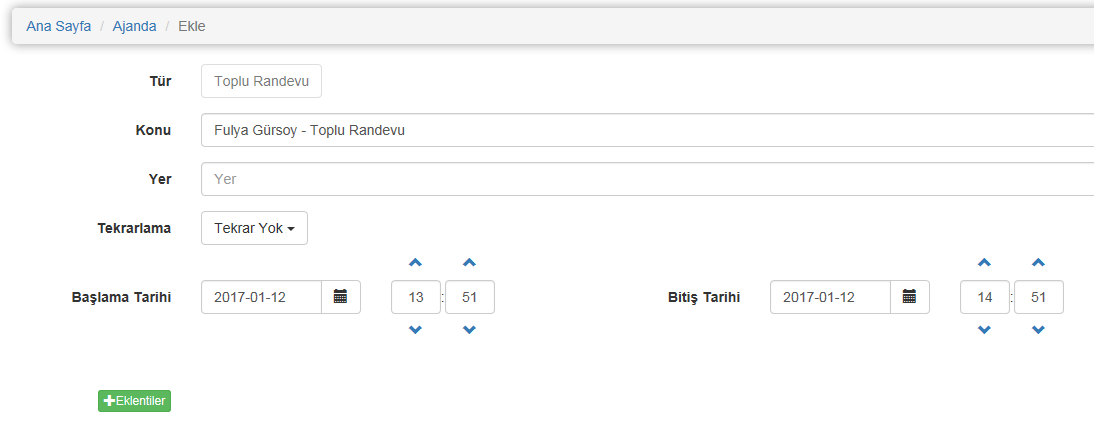 Ana Sayfa / Ajanda / Ekle
Tür Toplu Randevu
Konu Fulya Gürsoy - Toplu Randevu
Yer Yer
Tekrarlama Tekrar Yok
Başlama Tarihi 2017-01-12 13 : 51 Bitiş Tarihi 2017-01-12 14 : 51
+Eklentiler